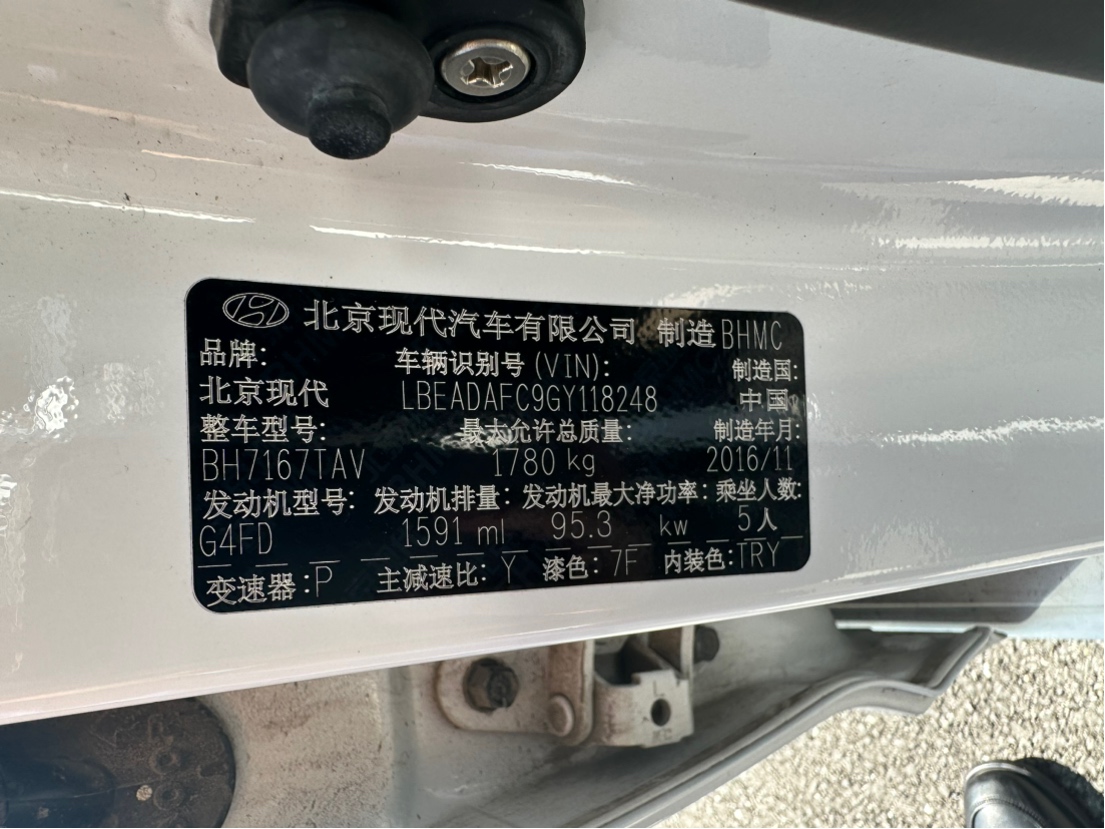 北京现代汽车有限公司 制造 BHMC
品牌: 车辆识别号 (VIN): 制造国:
北京现代 LBEADAFC9GY118248 中国
整车型号: 最大允许总质量: 制造年月:
BH7167TAV 1780 kg 2016/11
发动机型号: 发动机排量: 发动机最大净功率: 乘坐人数:
G4FD 1591 ml 95.3 kw 5人
变速器:P 主减速比: Y 漆色: 7F 内装色:TRY